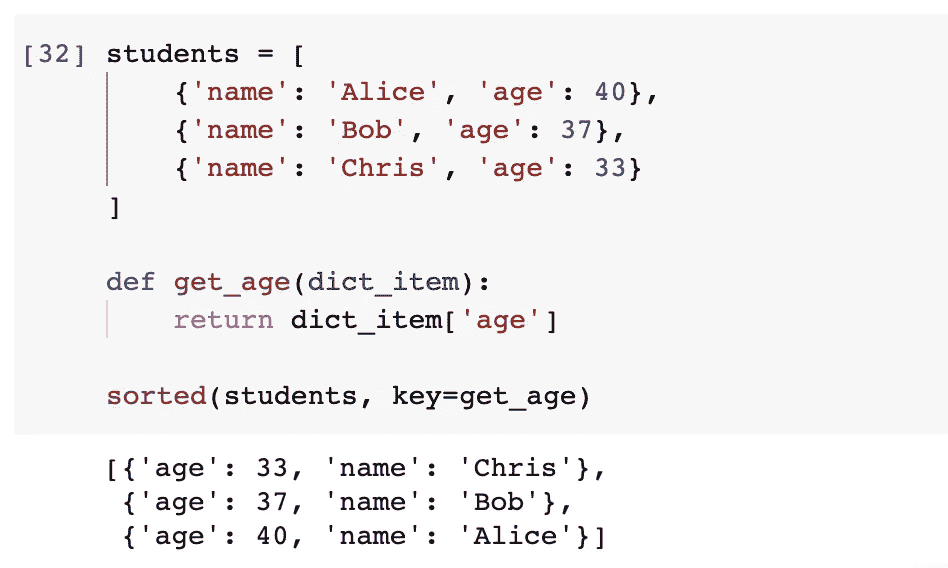 [32] students = [
{'name': 'Alice', 'age': 40},
{'name': 'Bob', 'age': 37},
{'name': 'Chris', 'age': 33}
]
def get_age(dict_item):
return dict_item['age']
sorted(students, key=get_age)
[{'age': 33, 'name': 'Chris'},
{'age': 37, 'name': 'Bob'},
{'age': 40, 'name': 'Alice'}]